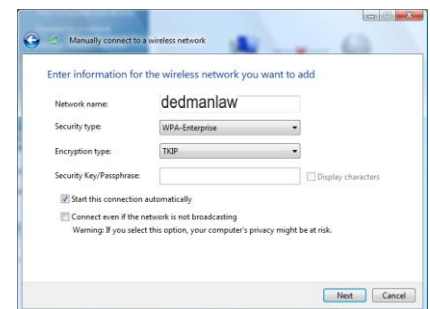 Manually connect to a wireless network
Enter information for the wireless network you want to add
Network name: dedmanlaw
Security type: WPA-Enterprise
Encryption type: TKIP
Security Key/Passphrase: Display characters
Start this connection automatically
Connect even if the network is not broadcasting
Warning: If you select this option, your computer's privacy might be at risk.
Next Cancel